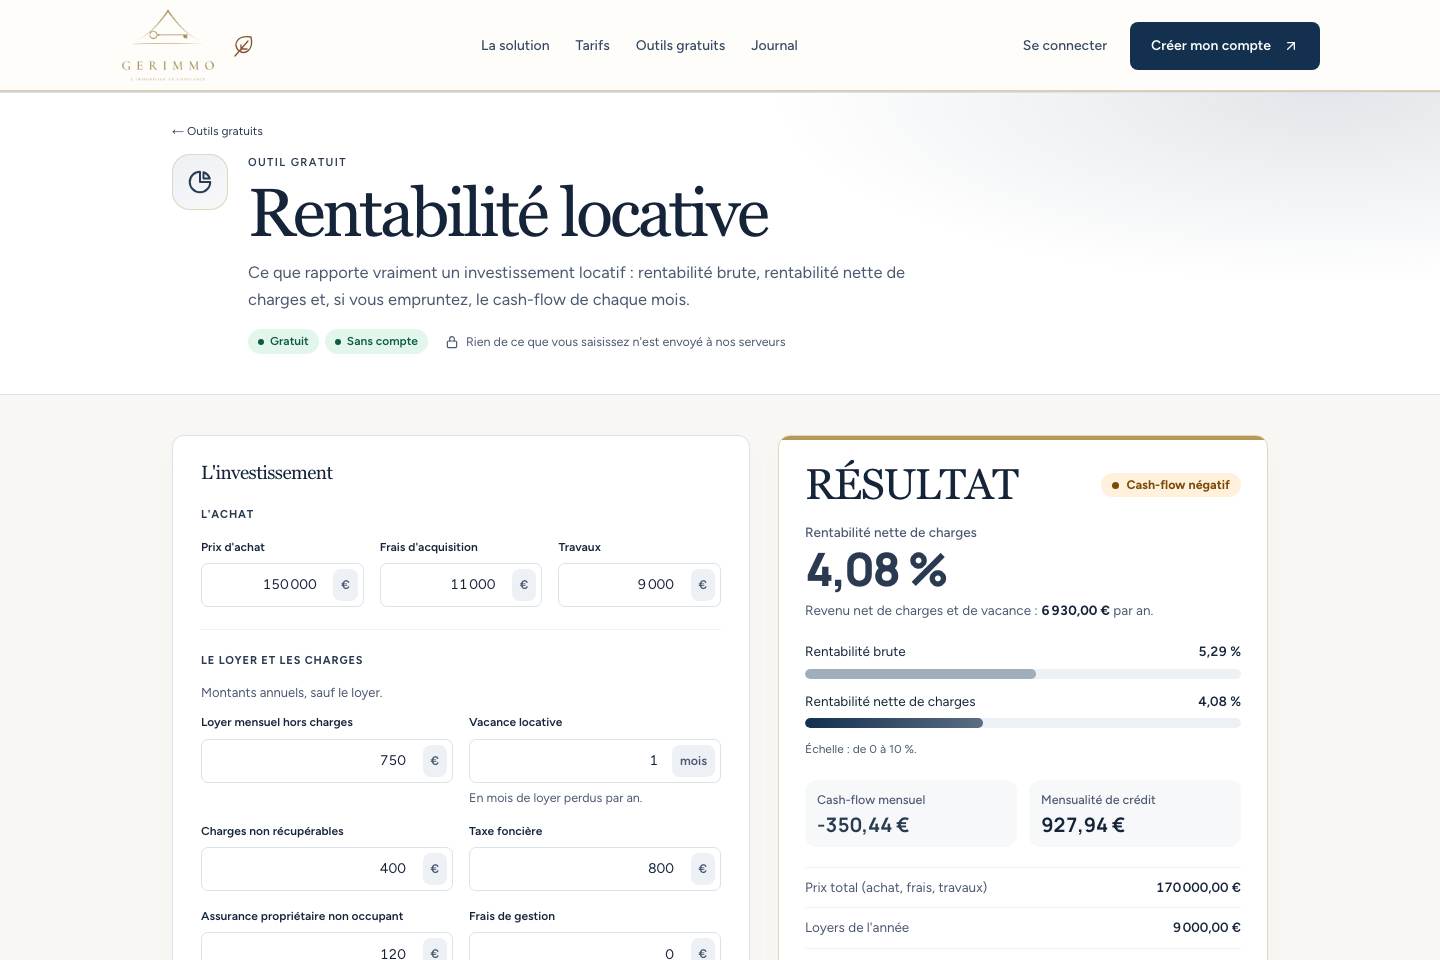 GERIMMO
La solution
Tarifs
Outils gratuits
Journal
Se connecter
Créer mon compte
← Outils gratuits
OUTIL GRATUIT
Rentabilité locative
Ce que rapporte vraiment un investissement locatif : rentabilité brute, rentabilité nette de
charges et, si vous empruntez, le cash-flow de chaque mois.
Gratuit
Sans compte
Rien de ce que vous saisissez n'est envoyé à nos serveurs
L'investissement
L'ACHAT
Prix d'achat
Frais d'acquisition
Travaux
150 000 €
11 000 €
9 000 €
LE LOYER ET LES CHARGES
Montants annuels, sauf le loyer.
Loyer mensuel hors charges
Vacance locative
750 €
1 mois
En mois de loyer perdus par an.
Charges non récupérables
Taxe foncière
400 €
800 €
Assurance propriétaire non occupant
Frais de gestion
120 €
0 €
RÉSULTAT
Cash-flow négatif
Rentabilité nette de charges
4,08 %
Revenu net de charges et de vacance : 6 930,00 € par an.
Rentabilité brute
5,29 %
Rentabilité nette de charges
4,08 %
Échelle : de 0 à 10 %.
Cash-flow mensuel
-350,44 €
Mensualité de crédit
927,94 €
Prix total (achat, frais, travaux)
170 000,00 €
Loyers de l'année
9 000,00 €